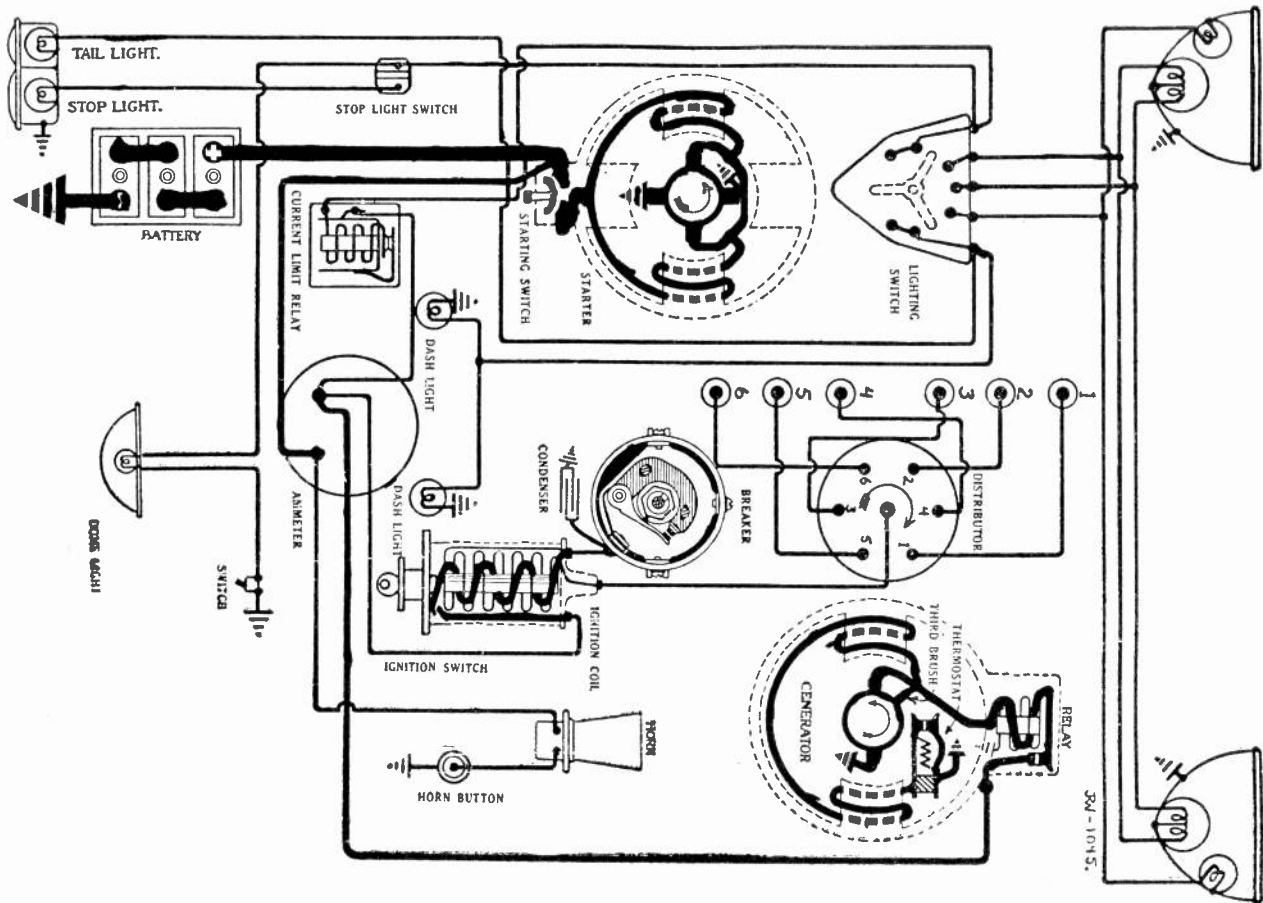 TAIL LIGHT.
STOP LIGHT.
STOP LIGHT SWITCH
BATTERY
CURRENT LIMIT RELAY
STARTING SWITCH
STARTER
LIGHTING
SWITCH
DASH LIGHT
AMMETER
DASH LIGHT
CONDENSER
BREAKER
6
5
4
3
2
1
DISTRIBUTOR
6
2
3
4
5
1
SWITCH
IGNITION SWITCH
IGNITION COIL
THIRD BRUSH
THERMOSTAT
GENERATOR
RELAY
HORN
HORN BUTTON